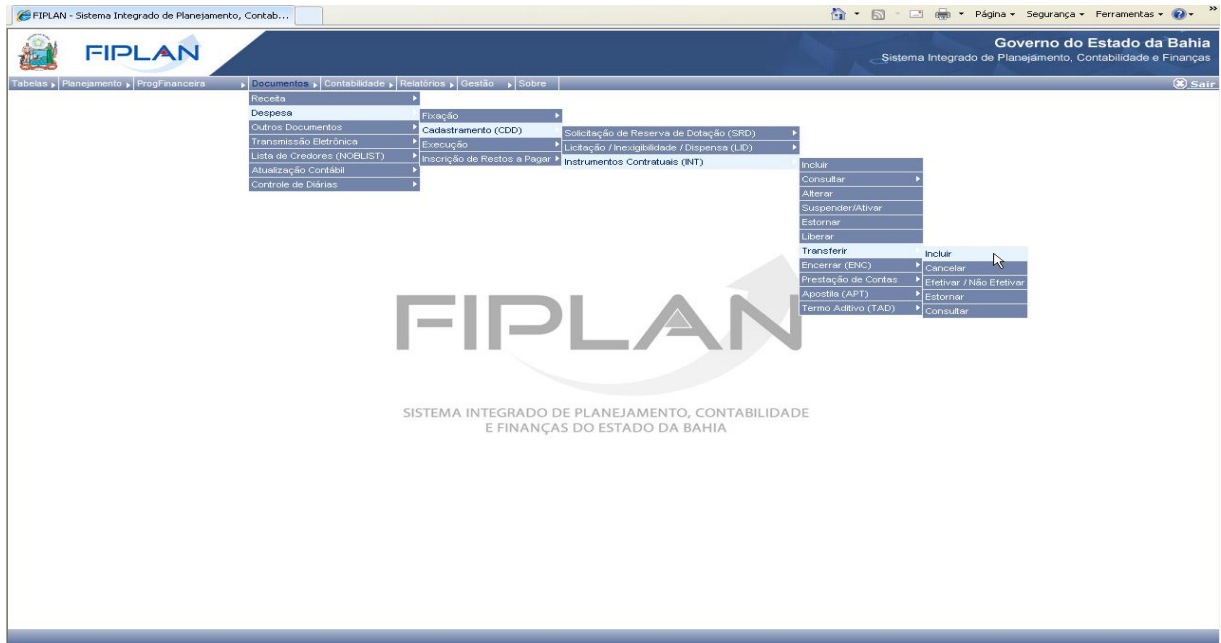 FIPLAN - Sistema Integrado de Planejamento, Contab...
Página
Segurança
Ferramentas
FIPLAN
Governo do Estado da Bahia
Sistema Integrado de Planejamento, Contabilidade e Finanças
Tabelas
Planejamento
ProgFinanceira
Documentos
Contabilidade
Relatórios
Gestão
Sobre
Sair
Receita
Despesa
Outros Documentos
Transmissão Eletrônica
Lista de Credores (NOBLIST)
Atualização Contábil
Controle de Diárias
Fixação
Cadastramento (CDD)
Execução
Inscrição de Restos a Pagar
Solicitação de Reserva de Dotação (SRD)
Licitação / Inexigibilidade / Dispensa (LID)
Instrumentos Contratuais (INT)
Incluir
Consultar
Alterar
Suspender/Ativar
Estornar
Liberar
Transferir
Encerrar (ENC)
Prestação de Contas
Apostila (APT)
Termo Aditivo (TAD)
Incluir
Cancelar
Efetivar / Não Efetivar
Estornar
Consultar
FIPLAN
SISTEMA INTEGRADO DE PLANEJAMENTO, CONTABILIDADE
E FINANÇAS DO ESTADO DA BAHIA